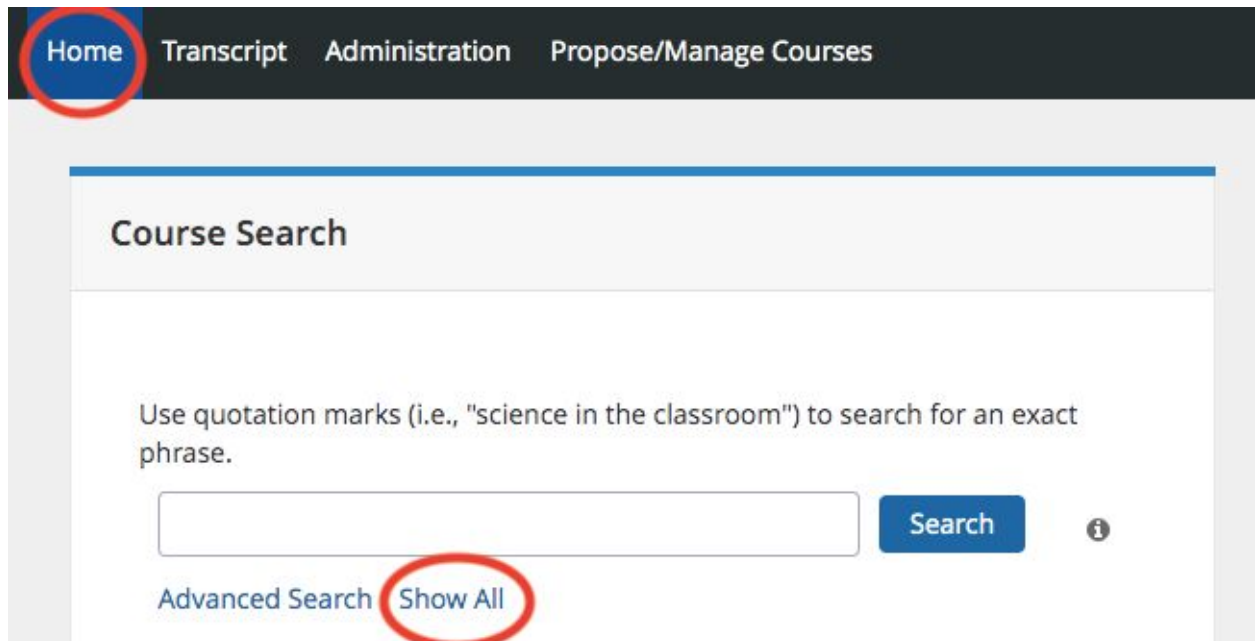 Home Transcript Administration Propose/Manage Courses
Course Search
Use quotation marks (i.e., "science in the classroom") to search for an exact
phrase.
Search
Advanced Search Show All